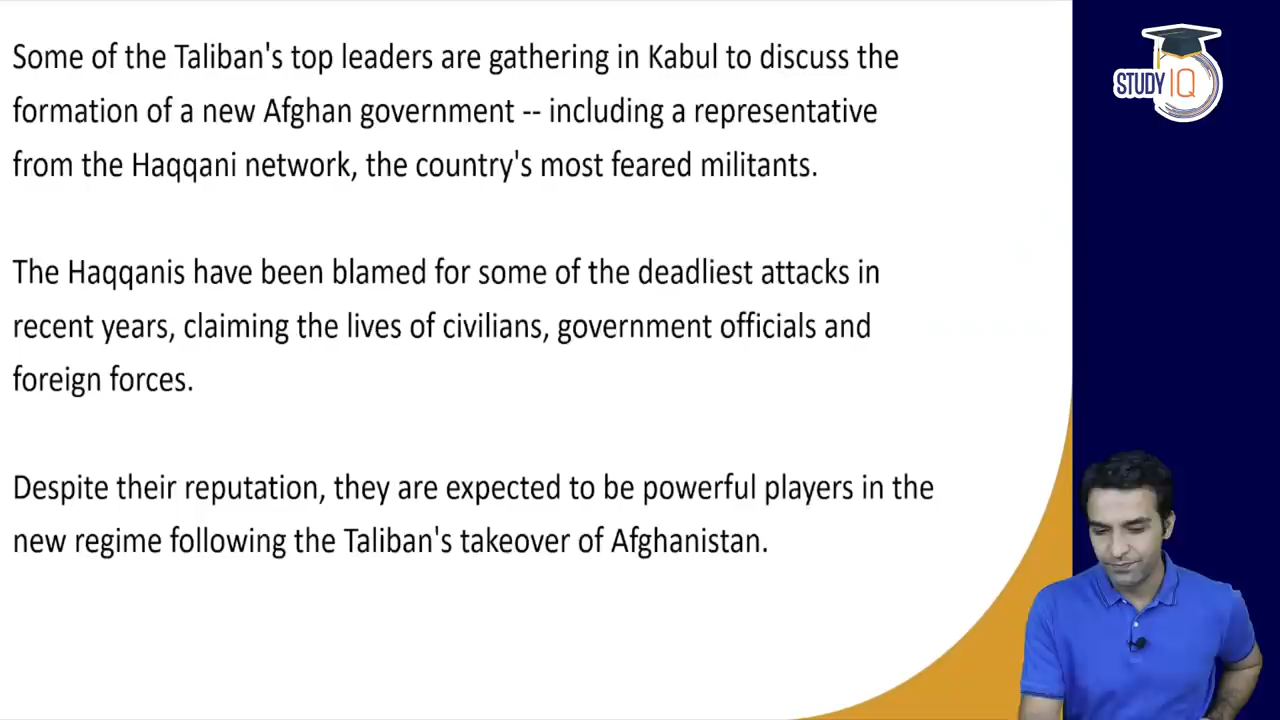 Some of the Taliban's top leaders are gathering in Kabul to discuss the
formation of a new Afghan government -- including a representative
from the Haqqani network, the country's most feared militants.
The Haqqanis have been blamed for some of the deadliest attacks in
recent years, claiming the lives of civilians, government officials and
foreign forces.
Despite their reputation, they are expected to be powerful players in the
new regime following the Taliban's takeover of Afghanistan.
STUDY IQ